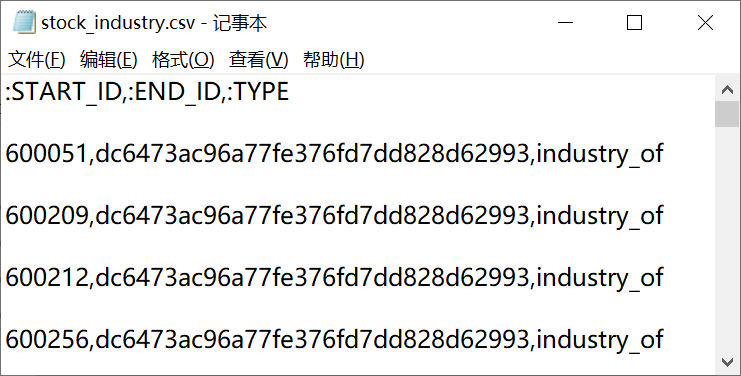 stock_industry.csv - 记事本
文件(F) 编辑(E) 格式(O) 查看(V) 帮助(H)
:START_ID,:END_ID,:TYPE
600051,dc6473ac96a77fe376fd7dd828d62993,industry_of
600209,dc6473ac96a77fe376fd7dd828d62993,industry_of
600212,dc6473ac96a77fe376fd7dd828d62993,industry_of
600256,dc6473ac96a77fe376fd7dd828d62993,industry_of